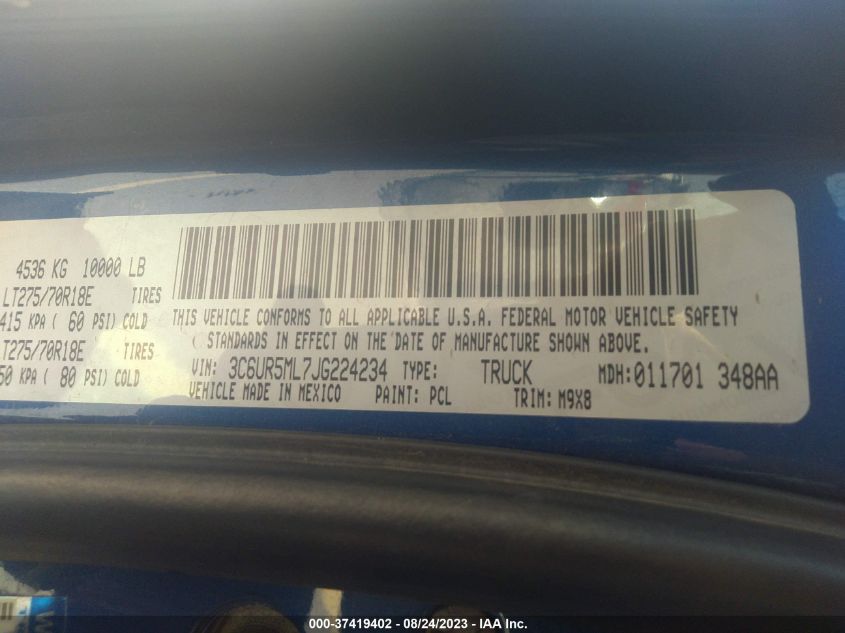 4536 KG 10000 LB
LT275/70R18E TIRES
415 KPA ( 60 PSI) COLD
LT275/70R18E TIRES
50 KPA ( 80 PSI) COLD
THIS VEHICLE CONFORMS TO ALL APPLICABLE U.S.A. FEDERAL MOTOR VEHICLE SAFETY
( STANDARDS IN EFFECT ON THE DATE OF MANUFACTURE SHOWN ABOVE.
VIN: 3C6UR5ML7JG224234 TYPE: TRUCK MDH:011701 348AA
VEHICLE MADE IN MEXICO PAINT: PCL TRIM: M9X8
000-37419402 - 08/24/2023 - IAA Inc.